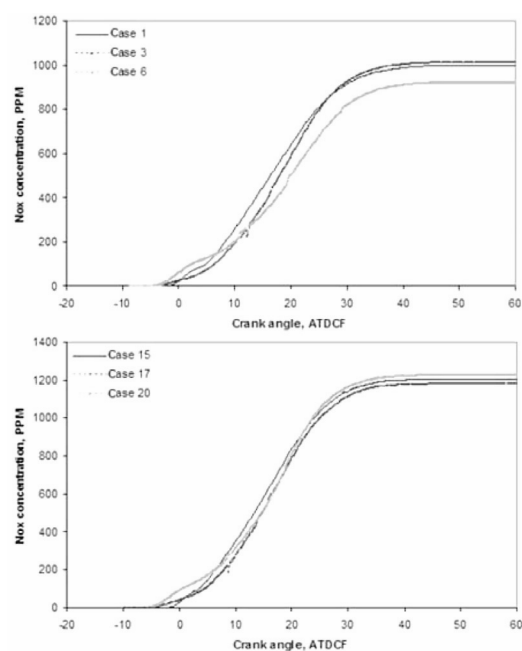 1200
1000
800
600
400
200
0
Nox concentration, PPM
Case 1
Case 3
Case 6
-20 -10 0 10 20 30 40 50 60
Crank angle, ATDCF
1400
1200
1000
800
600
400
200
0
Nox concentration, PPM
Case 15
Case 17
Case 20
-20 -10 0 10 20 30 40 50 60
Crank angle, ATDCF